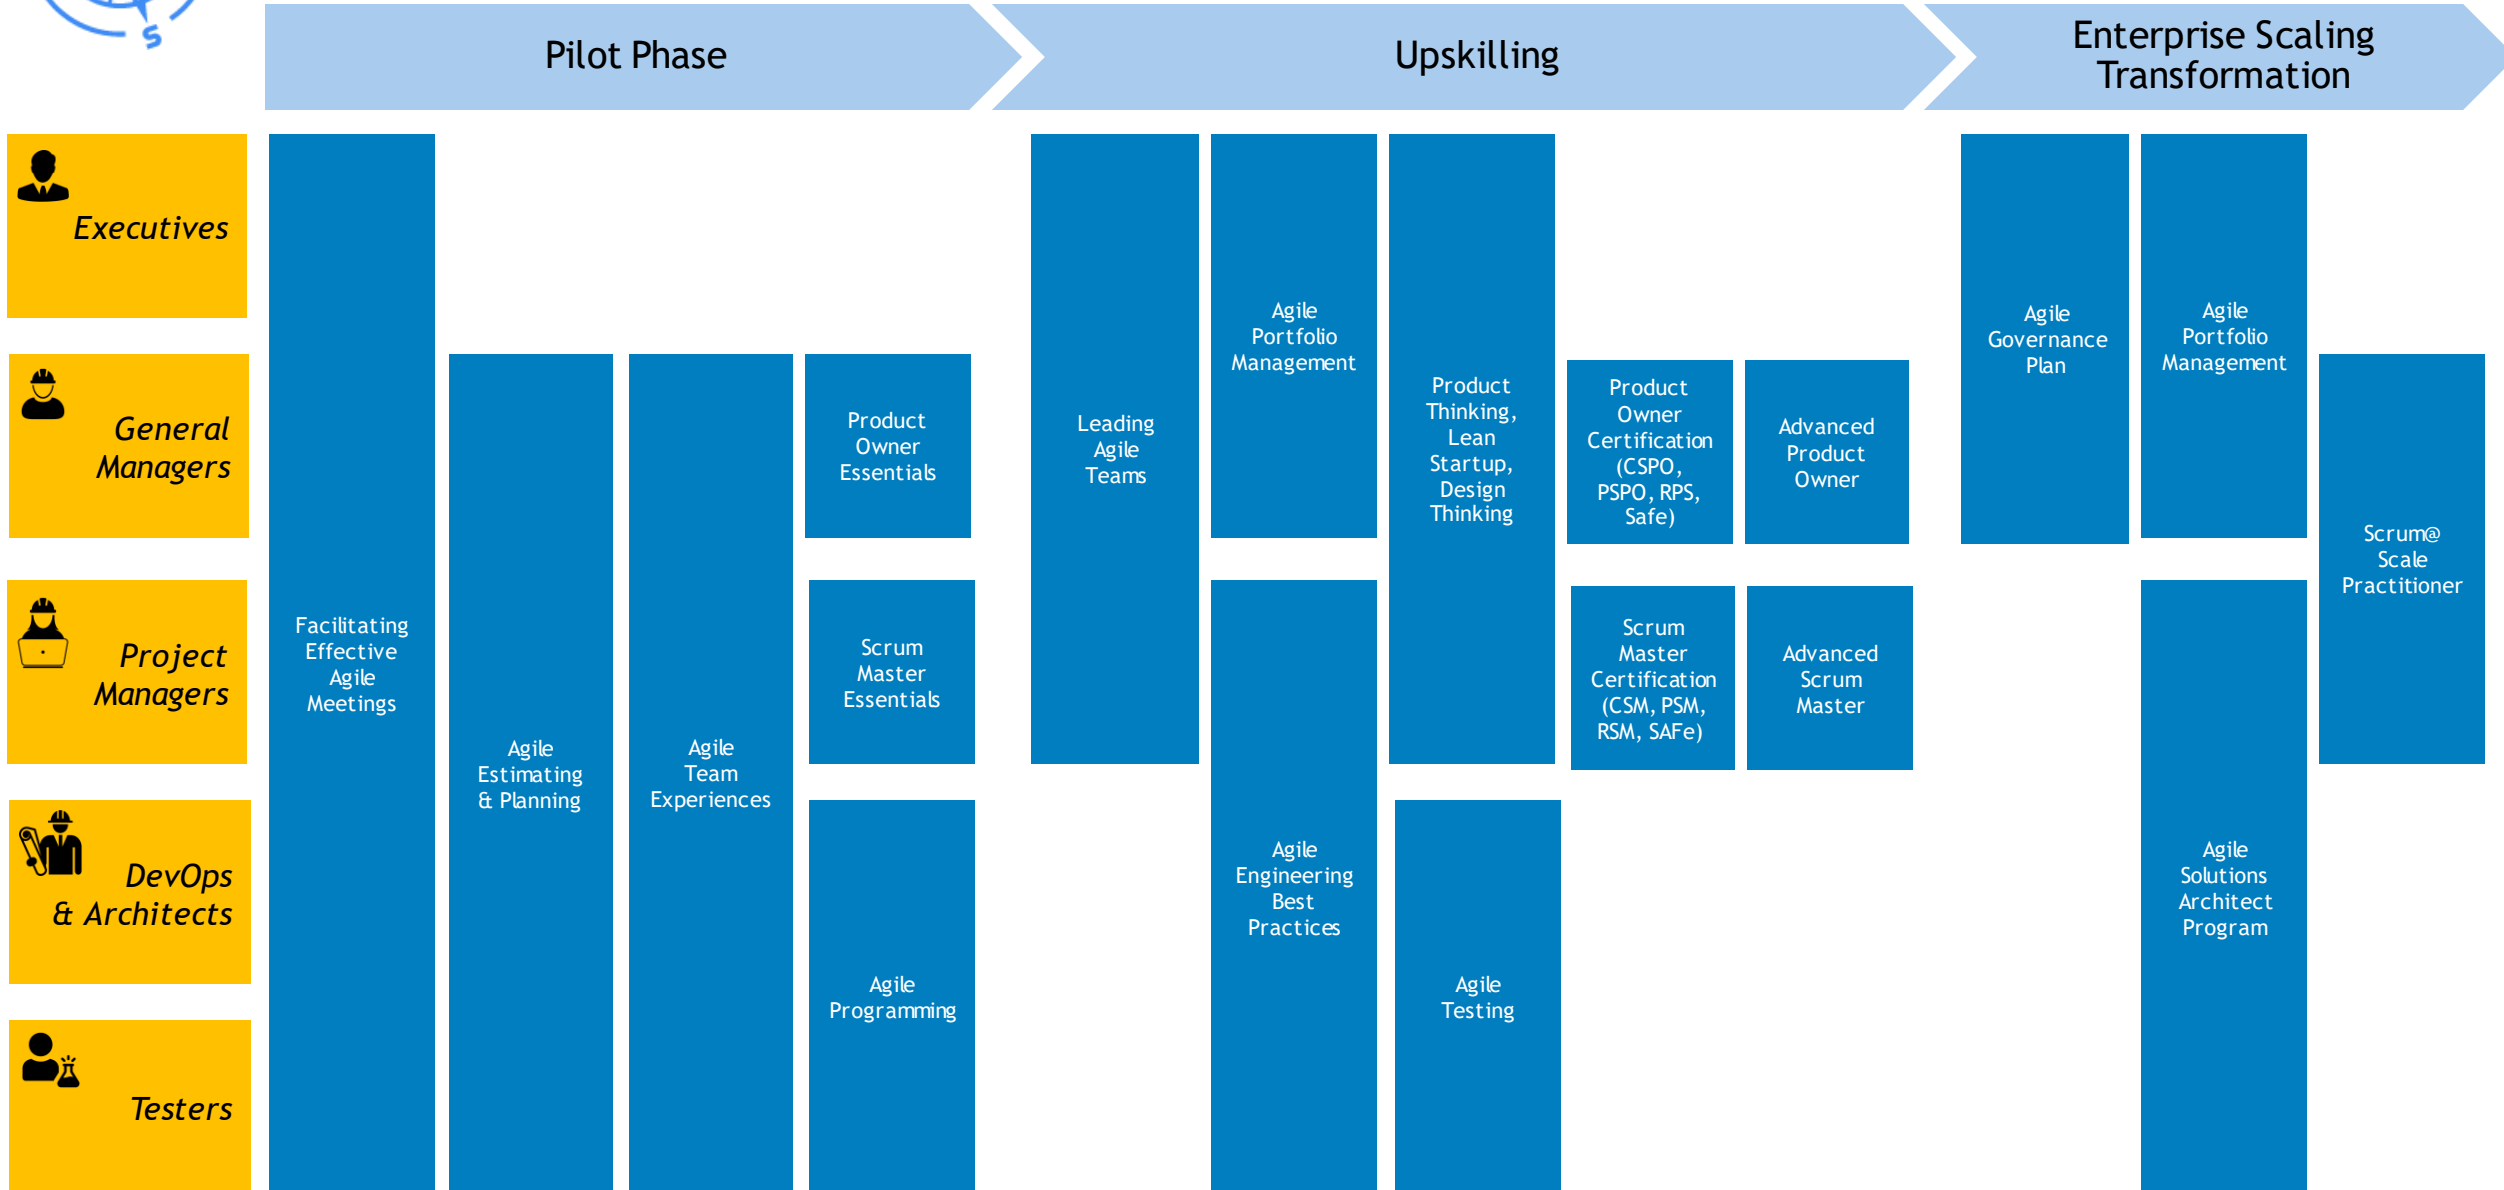 S
Pilot Phase
Upskilling
Enterprise Scaling
Transformation
Executives
General
Managers
Project
Managers
DevOps
& Architects
Testers
Facilitating
Effective
Agile
Meetings
Agile
Estimating
& Planning
Agile
Team
Experiences
Product
Owner
Essentials
Scrum
Master
Essentials
Agile
Programming
Leading
Agile
Teams
Agile
Portfolio
Management
Agile
Engineering
Best
Practices
Product
Thinking,
Lean
Startup,
Design
Thinking
Agile
Testing
Product
Owner
Certification
(CSPO,
PSPO, RPS,
Safe)
Scrum
Master
Certification
(CSM, PSM,
RSM, SAFe)
Advanced
Product
Owner
Advanced
Scrum
Master
Agile
Governance
Plan
Agile
Portfolio
Management
Agile
Solutions
Architect
Program
Scrum@
Scale
Practitioner